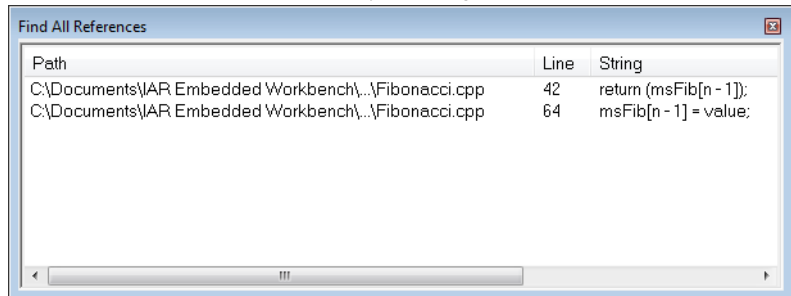 Find All References
Path Line String
C:\Documents\IAR Embedded Workbench\...\Fibonacci.cpp 42 return (msFib[n - 1]);
C:\Documents\IAR Embedded Workbench\...\Fibonacci.cpp 64 msFib[n - 1] = value;